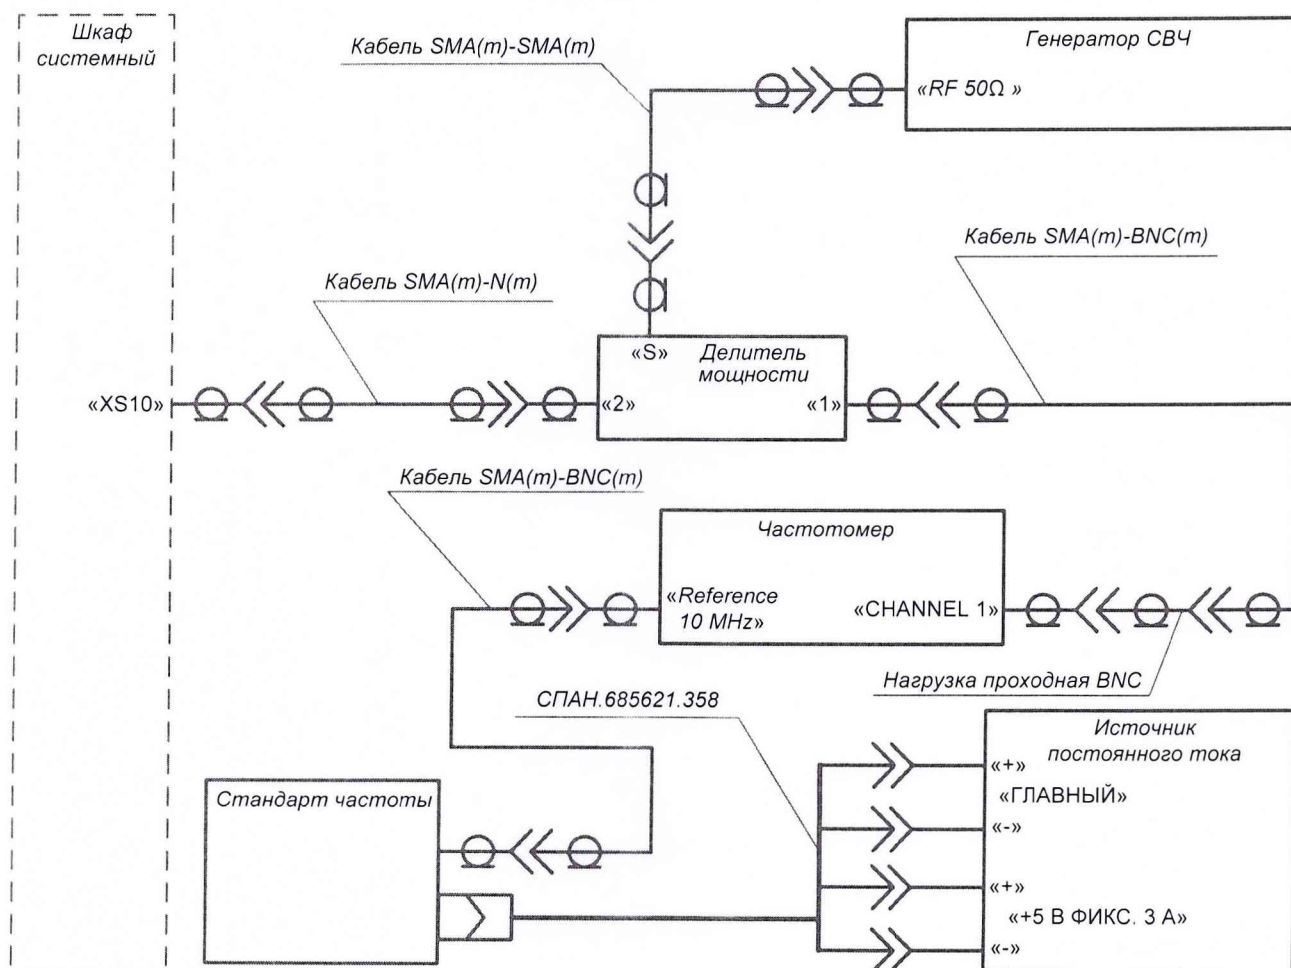 Шкаф
системный
Кабель SMA(m)-SMA(m)
Генератор СВЧ
«RF 50Ω »
Кабель SMA(m)-BNC(m)
Кабель SMA(m)-N(m)
«S» Делитель
мощности
«XS10»
«2»
«1»
Кабель SMA(m)-BNC(m)
Частотомер
«Reference
10 MHz»
«CHANNEL 1»
Нагрузка проходная BNC
СПАН.685621.358
Источник
постоянного тока
«+»
«ГЛАВНЫЙ»
«-»
«+»
«+5 В ФИКС. 3 А»
«-»
Стандарт частоты